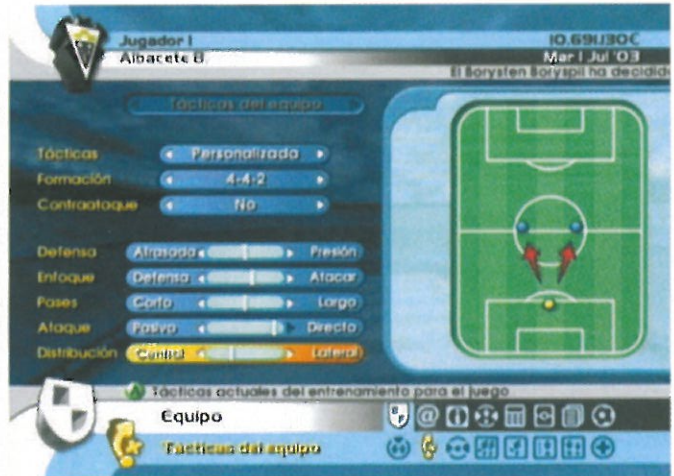 Jugador 1
10.691.130€
Albacete B.
Mar 1 Jul '03
El Borysten Boryspil ha decidido
Tácticas del equipo
Tácticas Personalizada
Formación 4-4-2
Contraataque No
Defensa Atrasada Presión
Enfoque Defensa Atacar
Pases Corto Largo
Ataque Pasivo Directo
Distribución Central Lateral
A Tácticas actuales del entrenamiento para el juego
Equipo
Tácticas del equipo